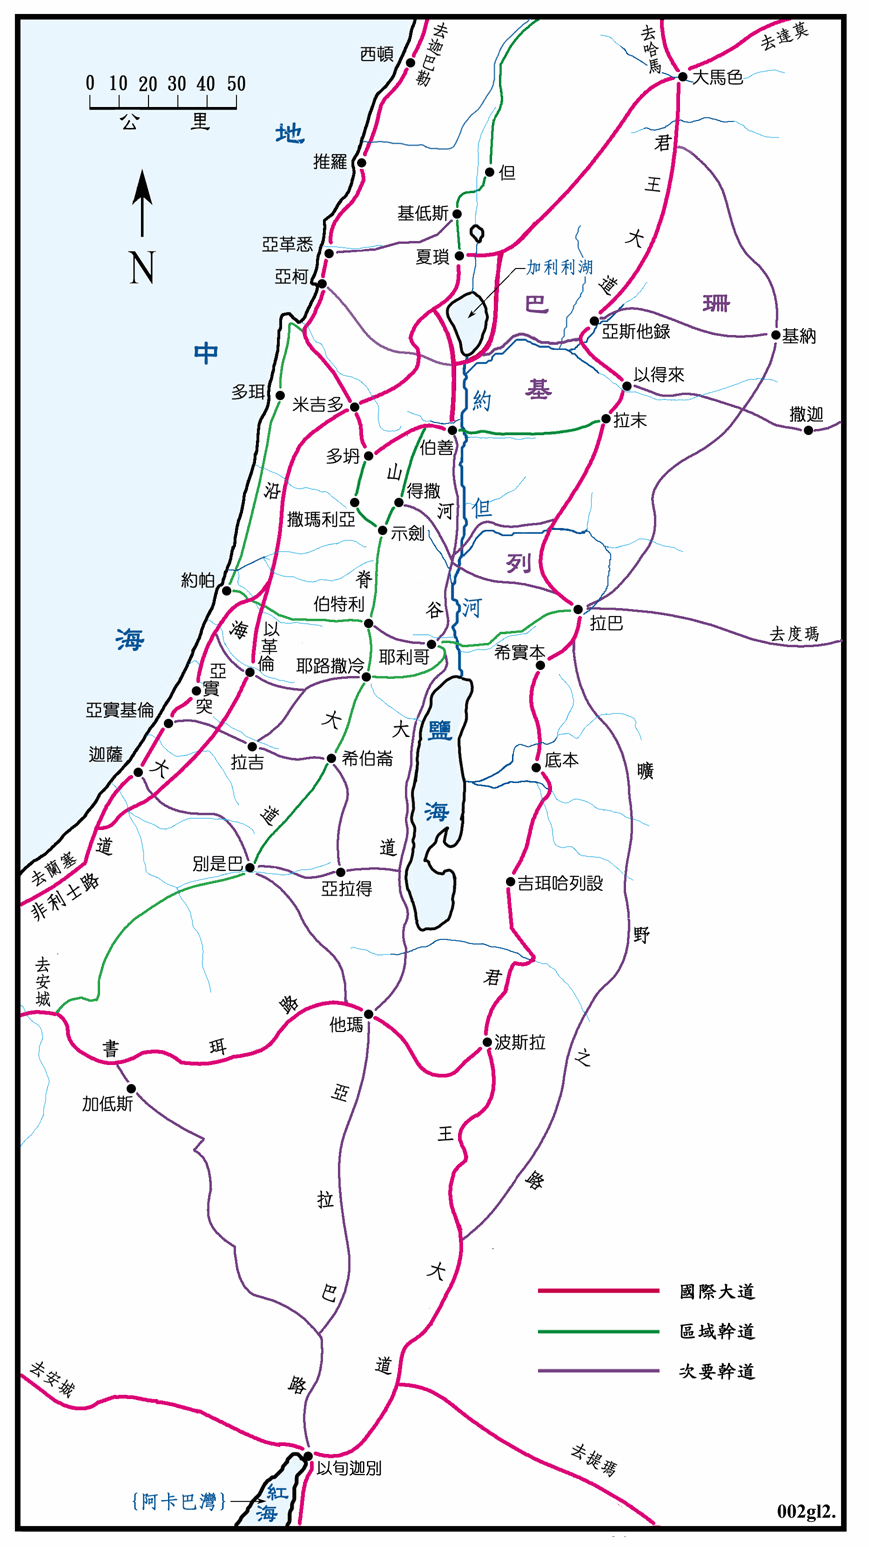 西頓
去哈馬
去達莫
大馬色
0 10 20 30 40 50
公里
地中海
N
推羅
但
基低斯
夏瑣
亞革悉
亞柯
加利利湖
君王大道
巴珊
亞斯他錄
基納
以得來
撒迦
基列
拉末
多珥
米吉多
伯善
約但河
多坍
得撒
撒瑪利亞
示劍
山脊大道
河谷大道
沿海大道
約帕
伯特利
以革倫
耶路撒冷
耶利哥
拉巴
去度瑪
希實本
亞實突
亞實基倫
拉吉
希伯崙
迦薩
鹽海
底本
曠野之路
別是巴
亞拉得
吉珥哈列設
去蘭塞
非利士路
去安城
書珥路
他瑪
君王大道
波斯拉
加低斯
亞拉巴路
國際大道
區域幹道
次要幹道
去安城
去提瑪
以旬迦別
{阿卡巴灣}
紅海
002gl2.